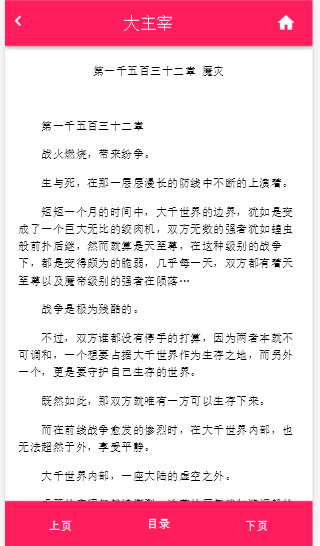 大主宰
第一千五百三十二章 魔灾
第一千五百三十二章
战火燃烧，带来纷争。
生与死，在那一层层漫长的防线中不断的上演着。
短短一个月的时间中，大千世界的边界，犹如是变
成了一个巨大无比的绞肉机，双方无数的强者犹如蝗虫
般前扑后继，然而就算是天至尊，在这种级别的战争
下，都是变得颇为的脆弱，几乎每一天，双方都有着天
至尊以及魔帝级别的强者在陨落…
战争是极为残酷的。
不过，双方谁都没有停手的打算，因为两者本就不
可调和，一个想要占据大千世界作为生存之地，而另外
一个，更是要守护自己生存的世界。
既然如此，那双方就唯有一方可以生存下来。
而在前线战争愈发的惨烈时，在大千世界内部，也
无法超然于外，享受平静。
大千世界内部，一座大陆的虚空之外。
上页
目录
下页